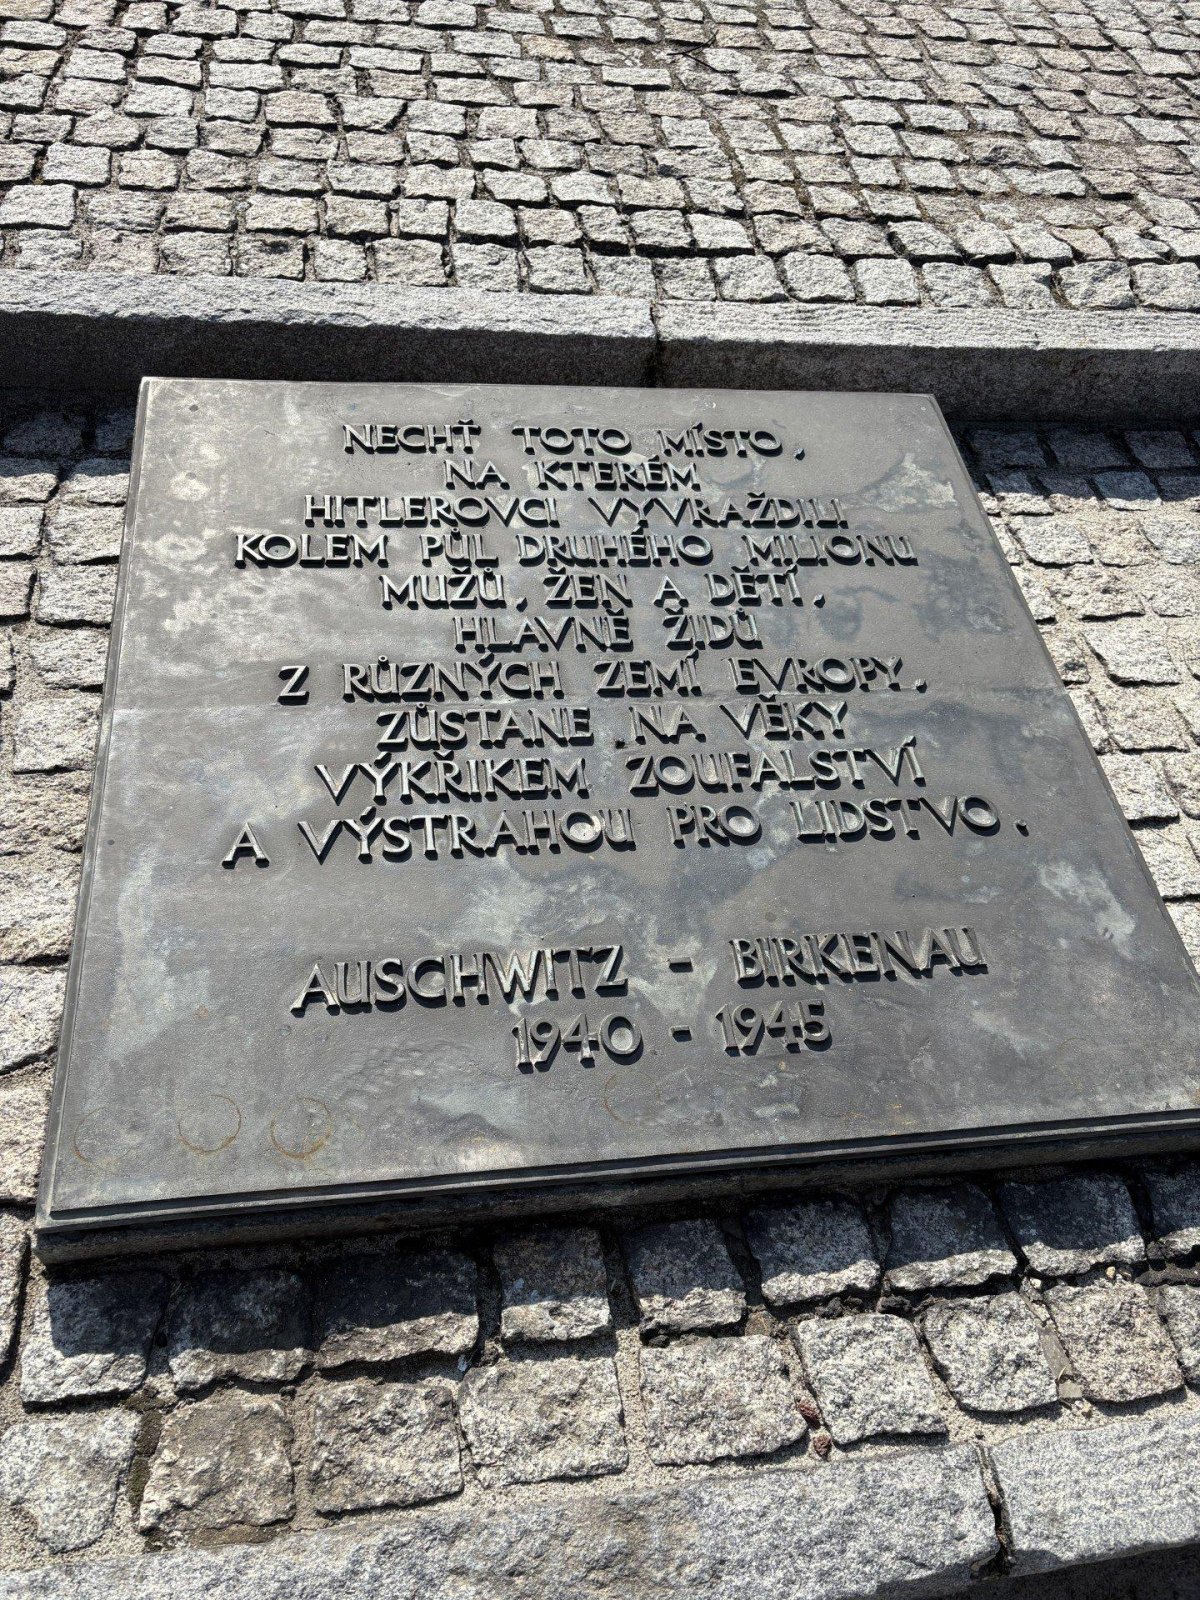 NECHŤ TOTO MÍSTO,
NA KTERÉM
HITLEROVCI VYVRAŽDILI
KOLEM PŮL DRUHÉHO MILIONU
MUŽŮ, ŽEN A DĚTÍ,
HLAVNĚ ŽIDŮ
Z RŮZNÝCH ZEMÍ EVROPY,
ZŮSTANE NA VĚKY
VÝKŘIKEM ZOUFALSTVÍ
A VÝSTRAHOU PRO LIDSTVO.
AUSCHWITZ - BIRKENAU
1940 - 1945